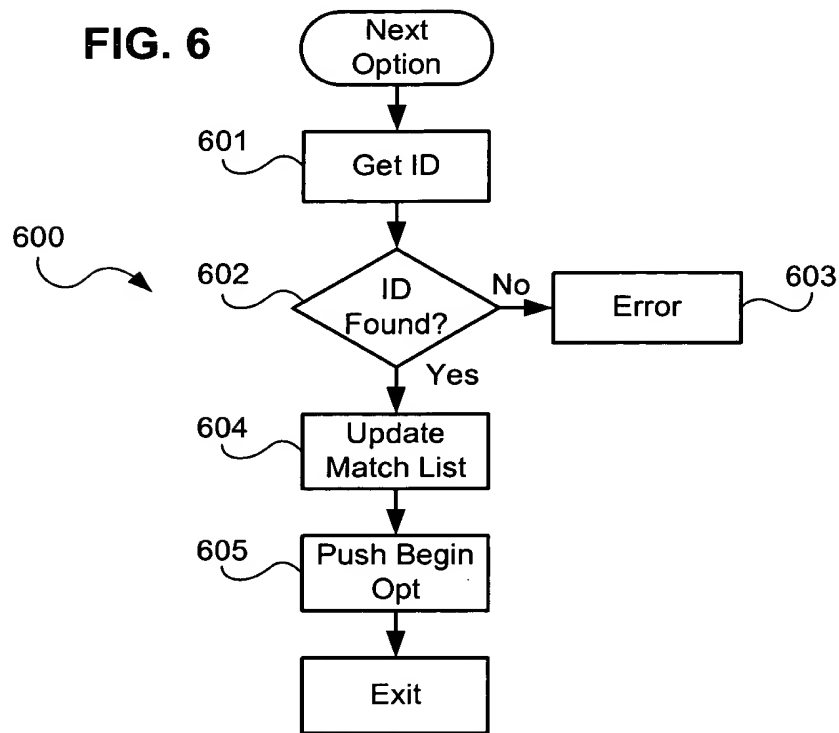 FIG. 6
Next
Option
601
Get ID
600
602
ID
Found?
No
Error
603
Yes
604
Update
Match List
605
Push Begin
Opt
Exit